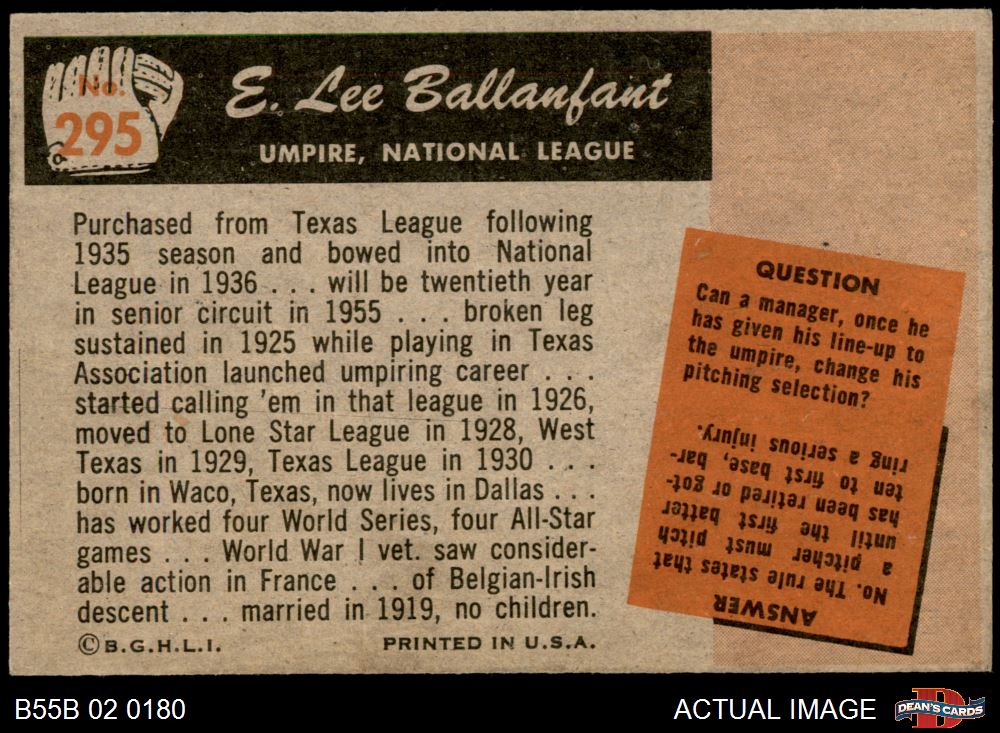 No.
295
E. Lee Ballanfant
UMPIRE, NATIONAL LEAGUE
Purchased from Texas League following
1935 season and bowed into National
League in 1936 . . . will be twentieth year
in senior circuit in 1955 . . . broken leg
sustained in 1925 while playing in Texas
Association launched umpiring career . . .
started calling 'em in that league in 1926,
moved to Lone Star League in 1928, West
Texas in 1929, Texas League in 1930 . . .
born in Waco, Texas, now lives in Dallas . . .
has worked four World Series, four All-Star
games . . . World War I vet. saw consider-
able action in France . . . of Belgian-Irish
descent . . . married in 1919, no children.
©B.G.H.L.I. PRINTED IN U.S.A.
QUESTION
Can a manager, once he
has given his line-up to
the umpire, change his
pitching selection?
ANSWER
No. The rule states that
a pitcher must pitch
until the first batter
has been retired or got-
ten to first base, bar-
ring a serious injury.
B55B 02 0180
ACTUAL IMAGE
DEAN'S CARDS